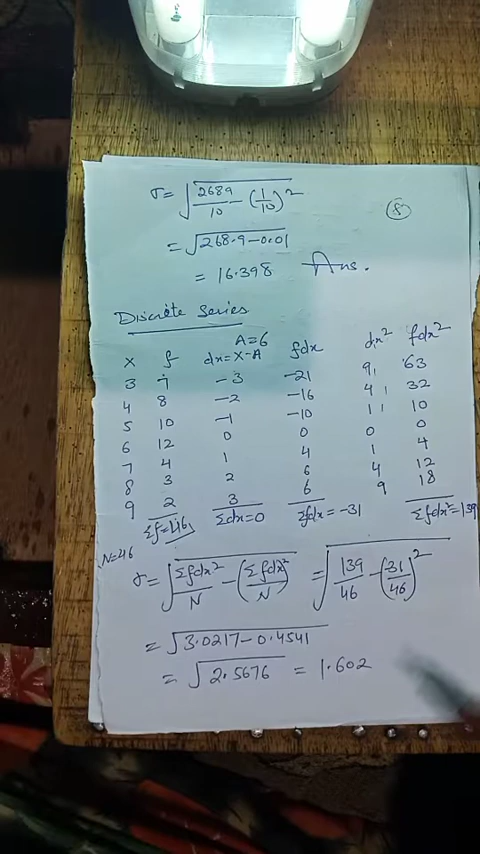 σ = √(2689/10 − (1/10)²)
(8)
= √268.9−0.01
= 16.398 Ans.
Discrete Series
A=6
x f dx=X-A fdx dx² fdx²
3 7 −3 −21 9 63
4 8 −2 −16 4 32
5 10 −1 −10 1 10
6 12 0 0 0 0
7 4 1 4 1 4
8 3 2 6 4 12
9 2 3 6 9 18
Σdx=0 Σfdx = −31 Σfdx²=139
N=46
σ = √(Σfdx²/N − (Σfdx/N)²) = √(139/46 − (31/46)²)
= √3.0217−0.4541
= √2.5676 = 1.602